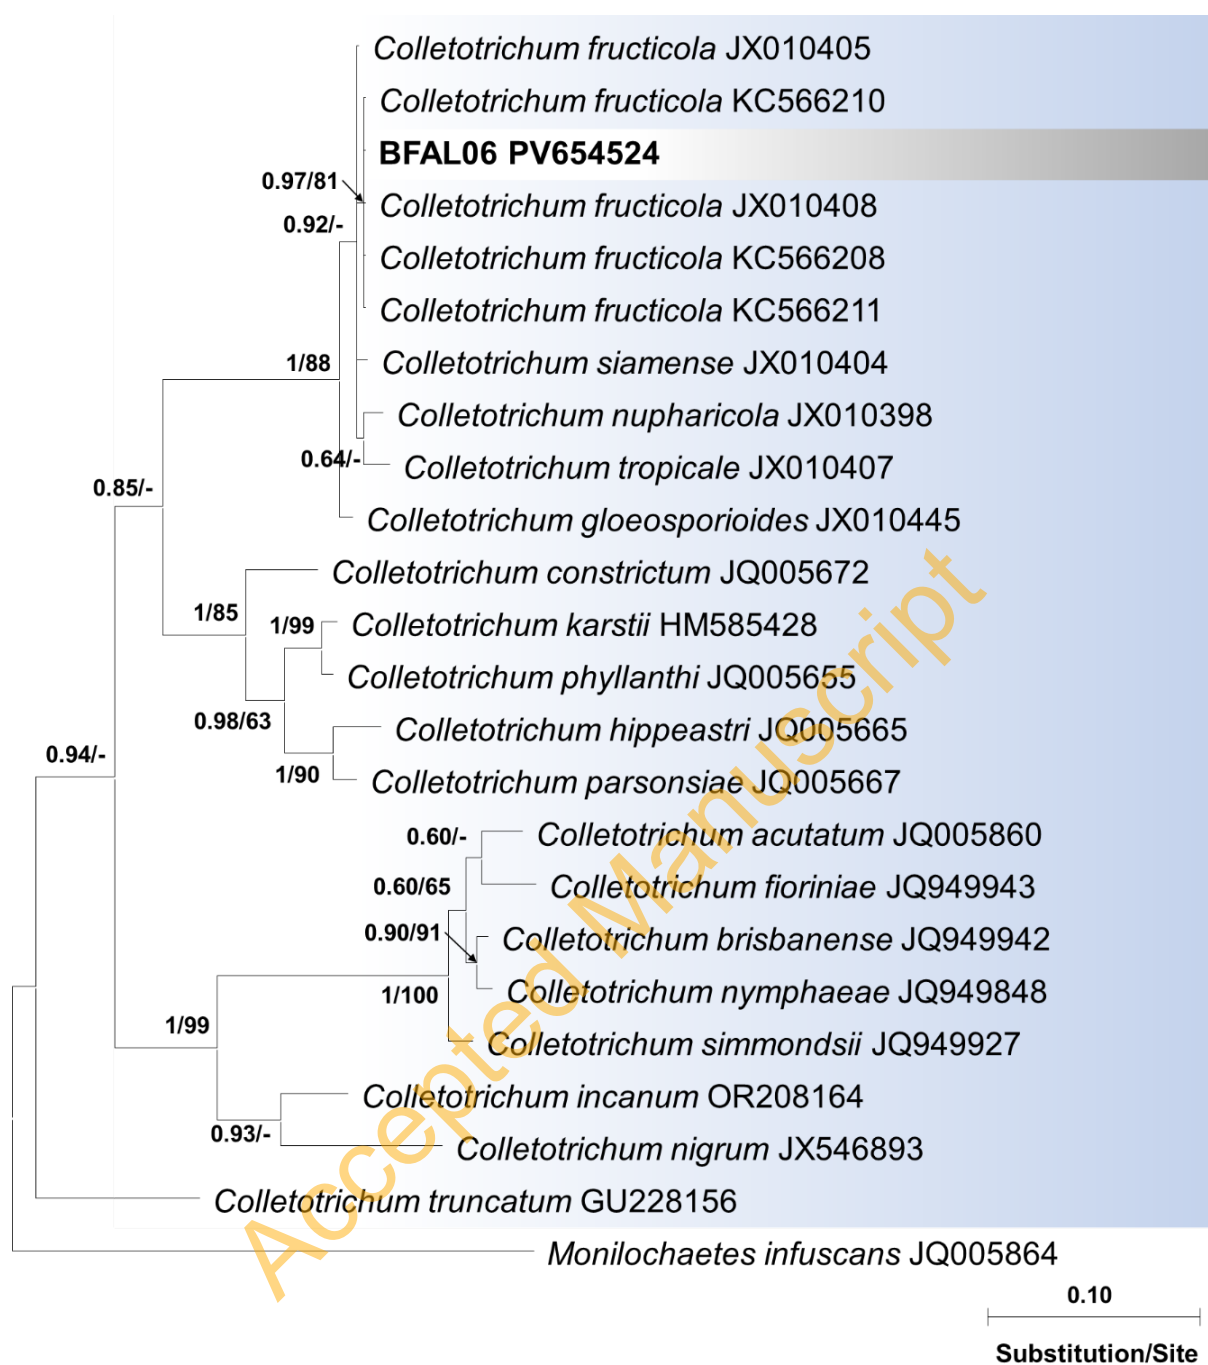 Colletotrichum fructicola JX010405
Colletotrichum fructicola KC566210
BFAL06 PV654524
0.97/81
Colletotrichum fructicola JX010408
0.92/-
Colletotrichum fructicola KC566208
Colletotrichum fructicola KC566211
1/88
Colletotrichum siamense JX010404
Colletotrichum nupharicola JX010398
0.64/-
Colletotrichum tropicale JX010407
0.85/-
Colletotrichum gloeosporioides JX010445
Colletotrichum constrictum JQ005672
1/85
1/99
Colletotrichum karstii HM585428
Colletotrichum phyllanthi JQ005655
0.98/63
Colletotrichum hippeastri JQ005665
0.94/-
1/90
Colletotrichum parsonsiae JQ005667
0.60/-
Colletotrichum acutatum JQ005860
0.60/65
Colletotrichum fioriniae JQ949943
0.90/91
Colletotrichum brisbanense JQ949942
1/100
Colletotrichum nymphaeae JQ949848
1/99
Colletotrichum simmondsii JQ949927
Colletotrichum incanum OR208164
0.93/-
Colletotrichum nigrum JX546893
Colletotrichum truncatum GU228156
Monilochaetes infuscans JQ005864
0.10
Substitution/Site
Accepted Manuscript